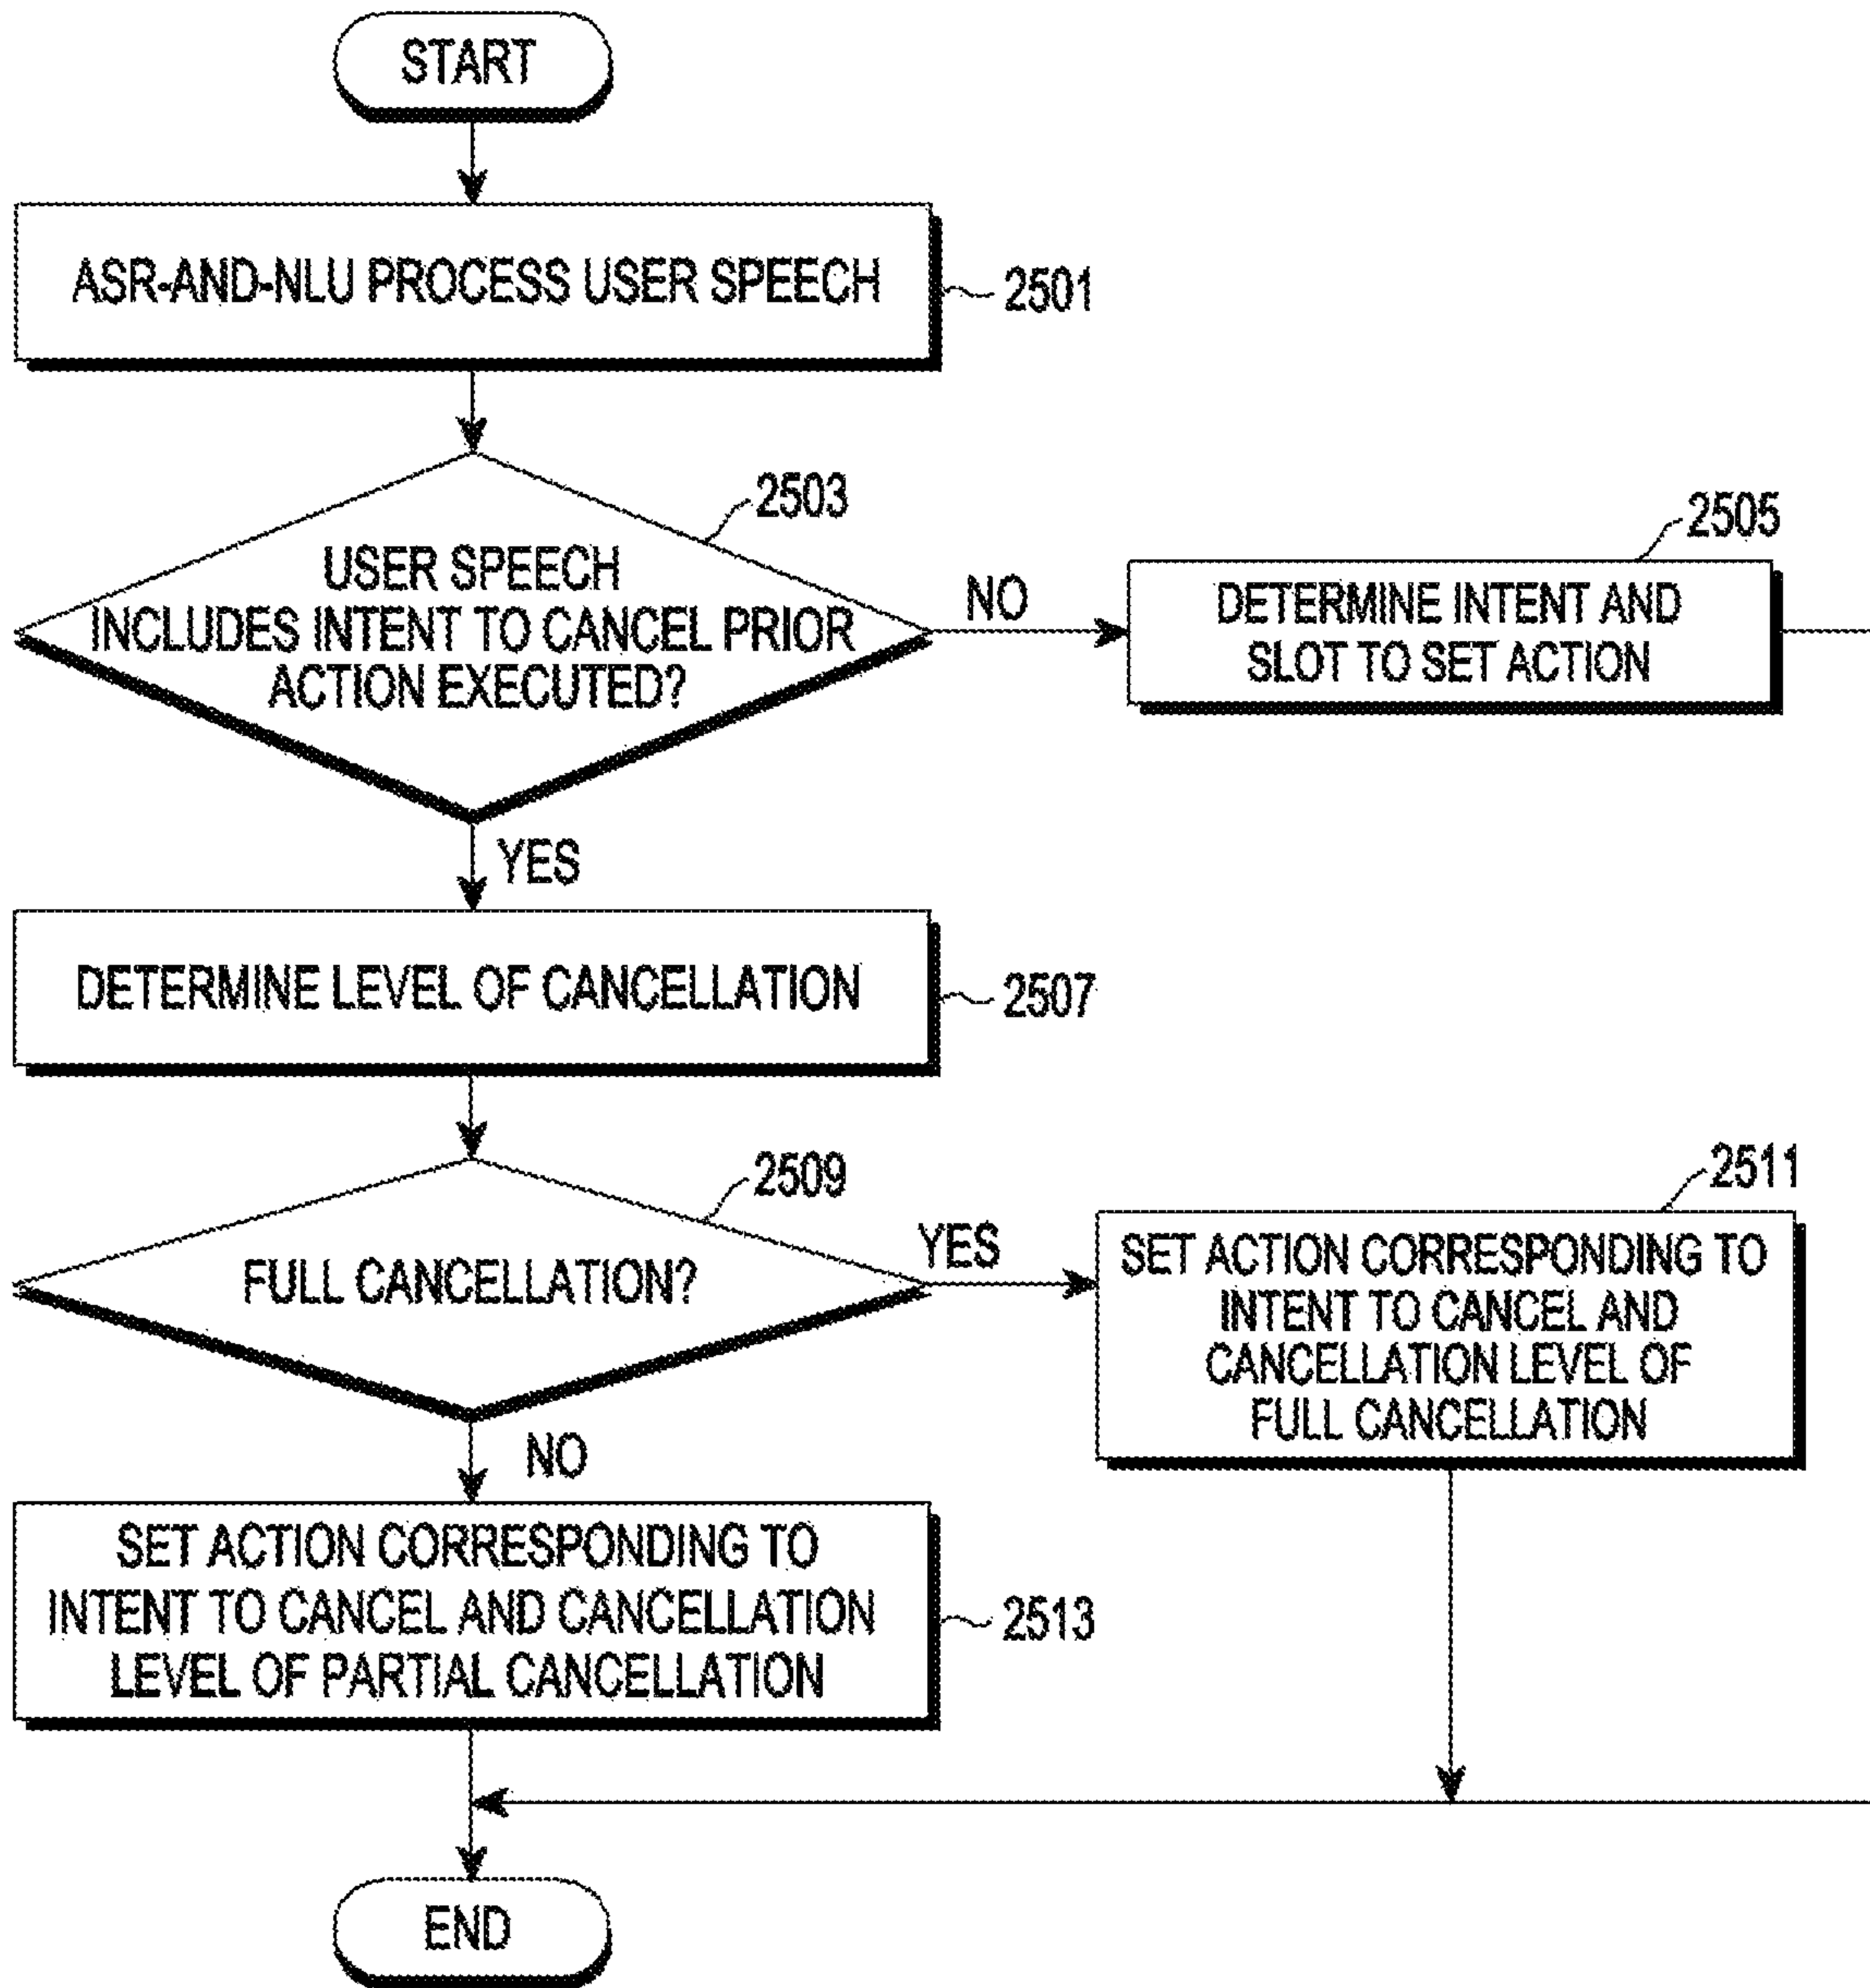 START
ASR-AND-NLU PROCESS USER SPEECH
2501
2503
USER SPEECH
INCLUDES INTENT TO CANCEL PRIOR
ACTION EXECUTED?
NO
2505
DETERMINE INTENT AND
SLOT TO SET ACTION
YES
DETERMINE LEVEL OF CANCELLATION
2507
2509
FULL CANCELLATION?
YES
2511
SET ACTION CORRESPONDING TO
INTENT TO CANCEL AND
CANCELLATION LEVEL OF
FULL CANCELLATION
NO
SET ACTION CORRESPONDING TO
INTENT TO CANCEL AND CANCELLATION
LEVEL OF PARTIAL CANCELLATION
2513
END